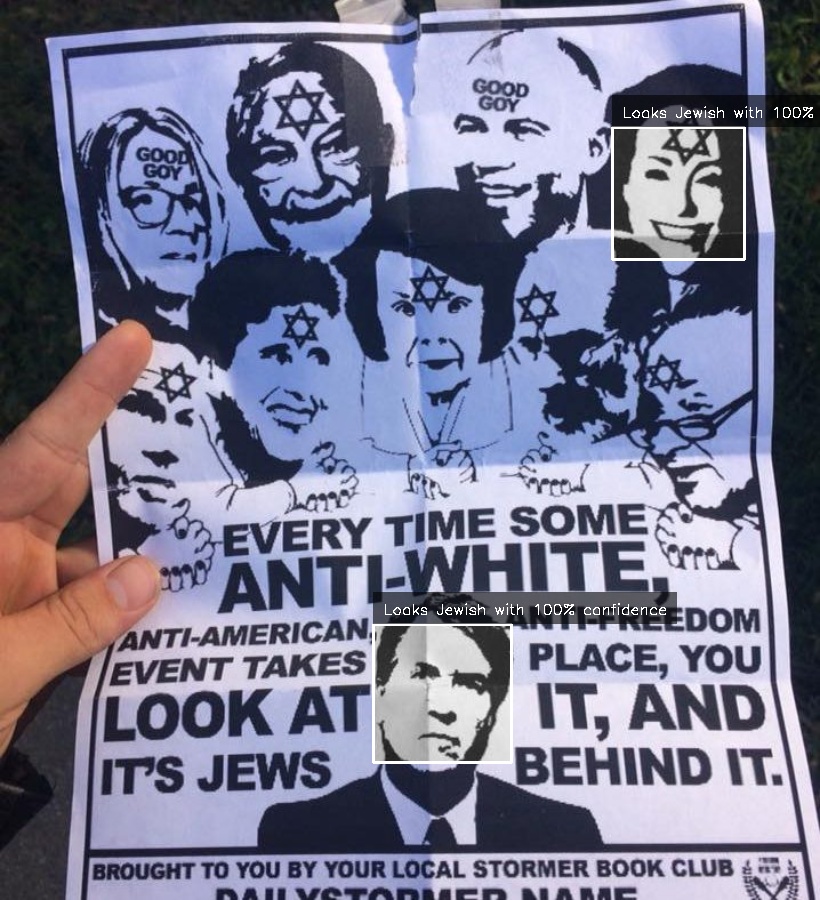 GOOD
GOY
Looks Jewish with 100%
GOOD
GOY
EVERY TIME SOME
ANTI-WHITE,
Looks Jewish with 100% confidence
ANTI-AMERICAN, ANTI-FREEDOM
EVENT TAKES PLACE, YOU
LOOK AT IT, AND
IT'S JEWS BEHIND IT.
BROUGHT TO YOU BY YOUR LOCAL STORMER BOOK CLUB
DAILYSTORMER NAME